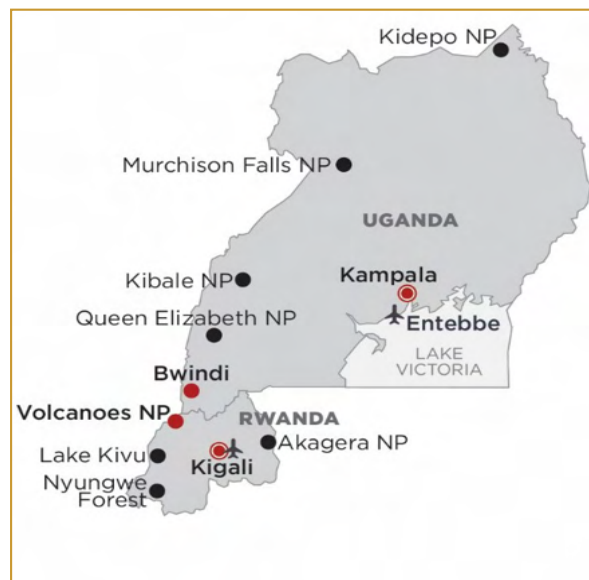 Kidepo NP
Murchison Falls NP
UGANDA
Kibale NP
Kampala
Queen Elizabeth NP
Entebbe
LAKE
VICTORIA
Bwindi
Volcanoes NP
RWANDA
Lake Kivu
Kigali
Akagera NP
Nyungwe
Forest